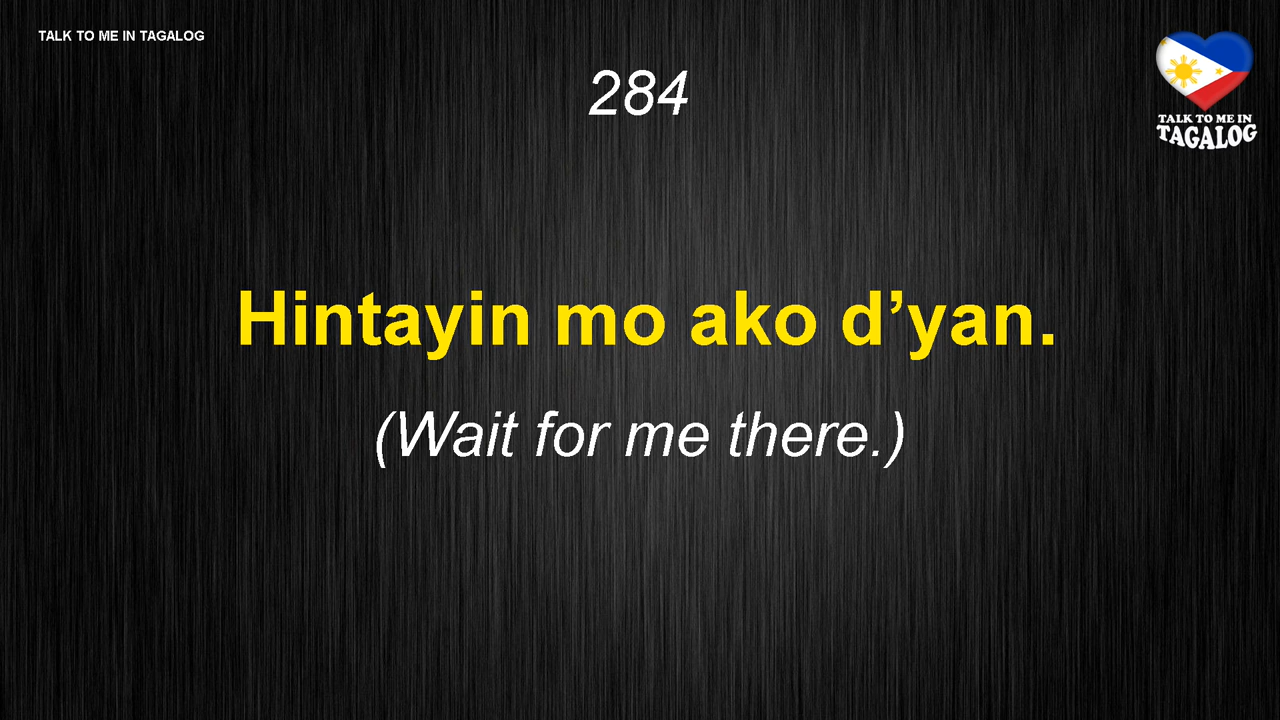 TALK TO ME IN TAGALOG
284
TALK TO ME IN
TAGALOG
Hintayin mo ako d’yan.
(Wait for me there.)